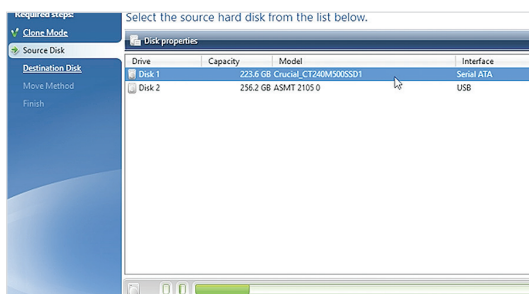 Required steps:
Select the source hard disk from the list below.
Clone Mode
Source Disk
Destination Disk
Move Method
Finish
Disk properties
Drive Capacity Model Interface
Disk 1 223.6 GB Crucial_CT240M500SSD1 Serial ATA
Disk 2 256.2 GB ASMT 2105 0 USB